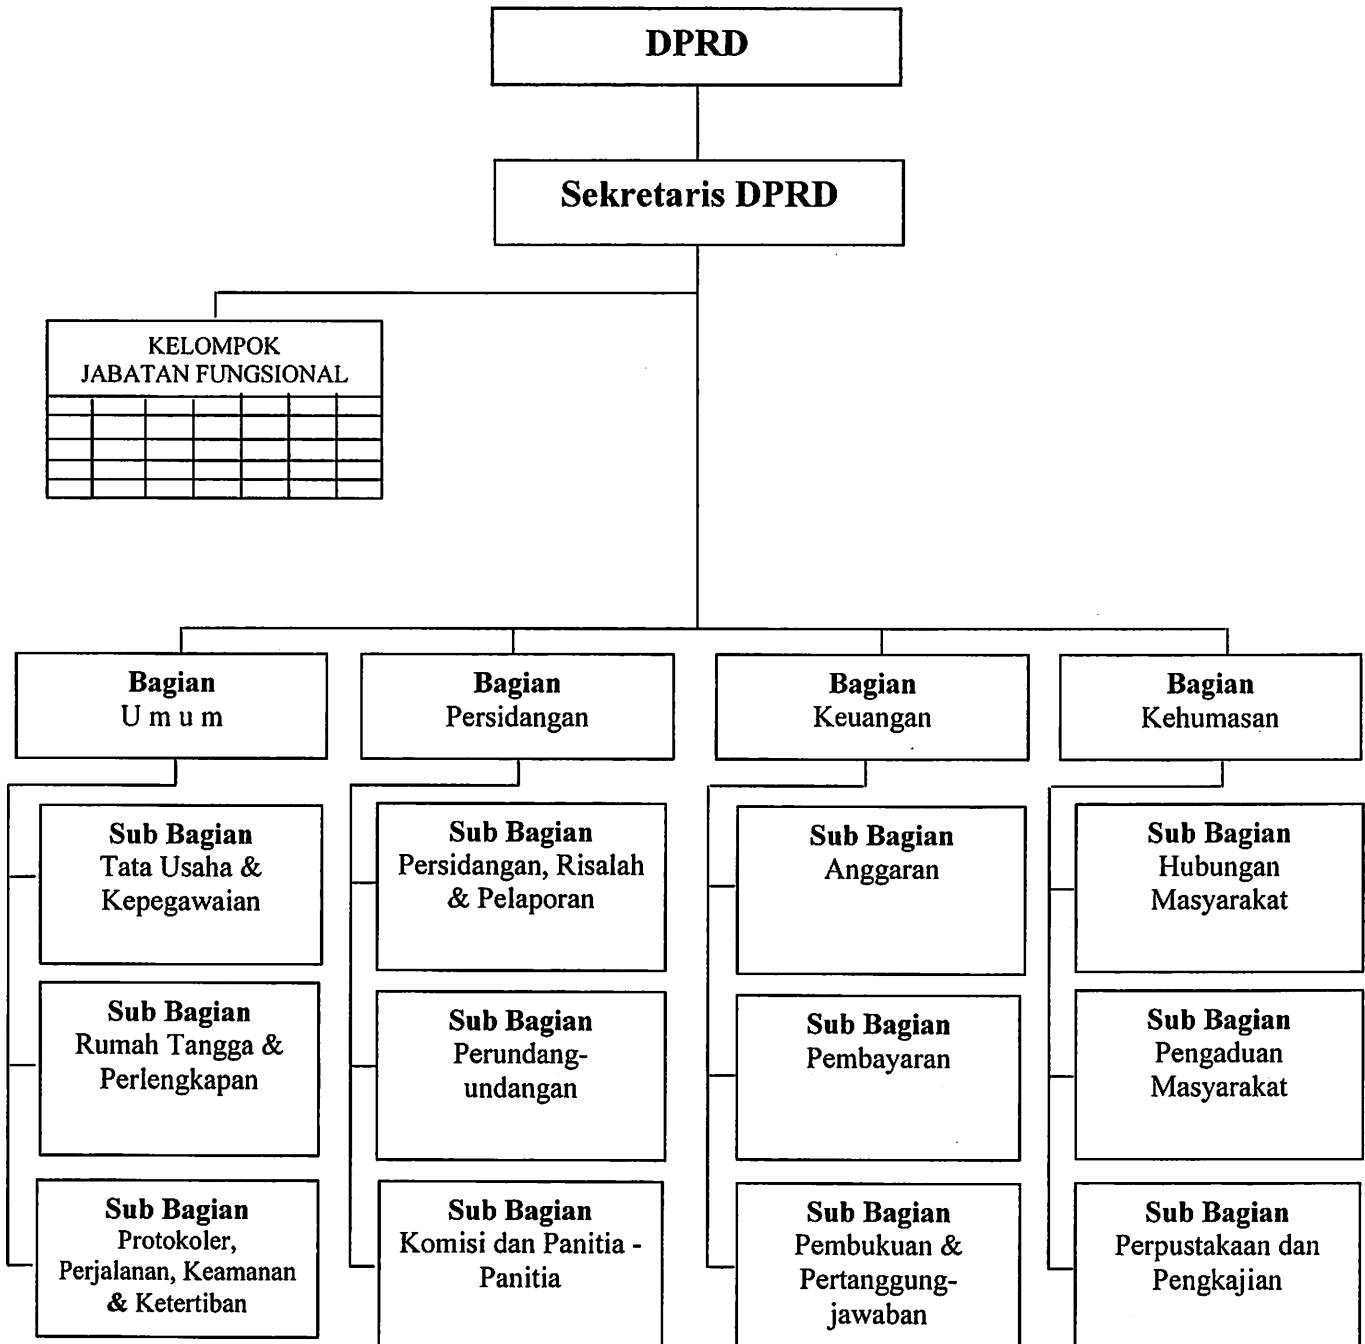 DPRD
Sekretaris DPRD
KELOMPOK
JABATAN FUNGSIONAL
Bagian
U m u m
Bagian
Persidangan
Bagian
Keuangan
Bagian
Kehumasan
Sub Bagian
Tata Usaha &
Kepegawaian
Sub Bagian
Persidangan, Risalah
& Pelaporan
Sub Bagian
Anggaran
Sub Bagian
Hubungan
Masyarakat
Sub Bagian
Rumah Tangga &
Perlengkapan
Sub Bagian
Perundang-
undangan
Sub Bagian
Pembayaran
Sub Bagian
Pengaduan
Masyarakat
Sub Bagian
Protokoler,
Perjalanan, Keamanan
& Ketertiban
Sub Bagian
Komisi dan Panitia -
Panitia
Sub Bagian
Pembukuan &
Pertanggung-
jawaban
Sub Bagian
Perpustakaan dan
Pengkajian